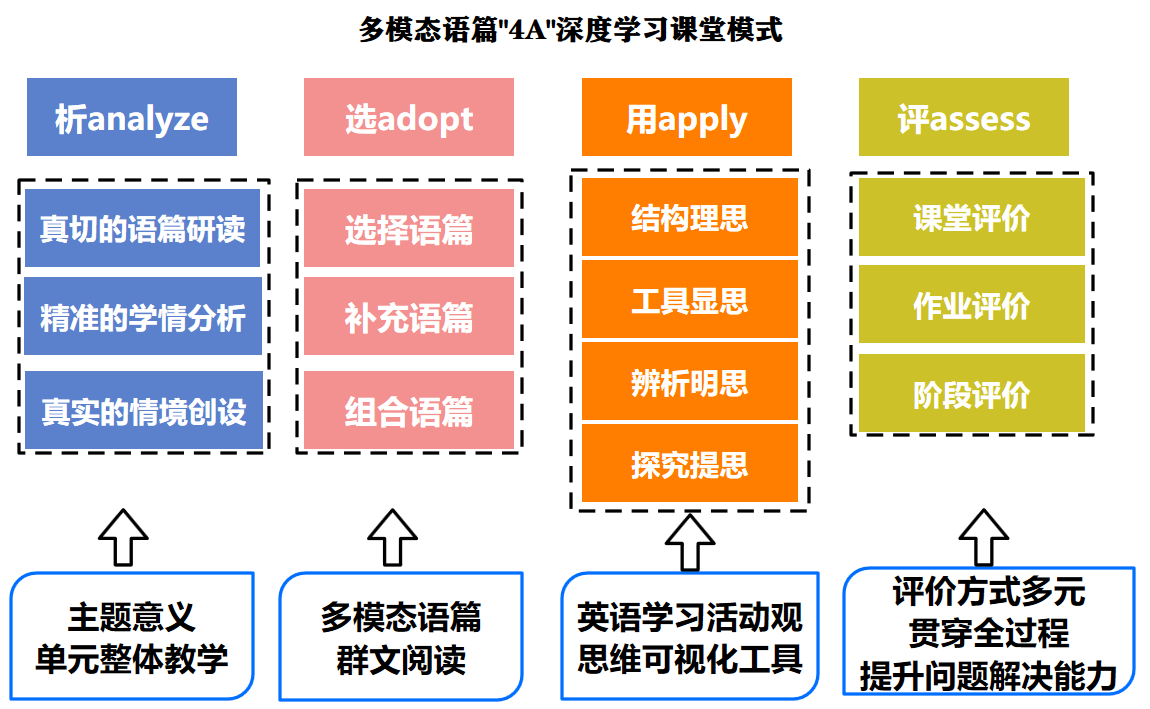 多模态语篇"4A"深度学习课堂模式
析analyze
真切的语篇研读
精准的学情分析
真实的情境创设
主题意义
单元整体教学
选adopt
选择语篇
补充语篇
组合语篇
多模态语篇
群文阅读
用apply
结构理思
工具显思
辨析明思
探究提思
英语学习活动观
思维可视化工具
评assess
课堂评价
作业评价
阶段评价
评价方式多元
贯穿全过程
提升问题解决能力